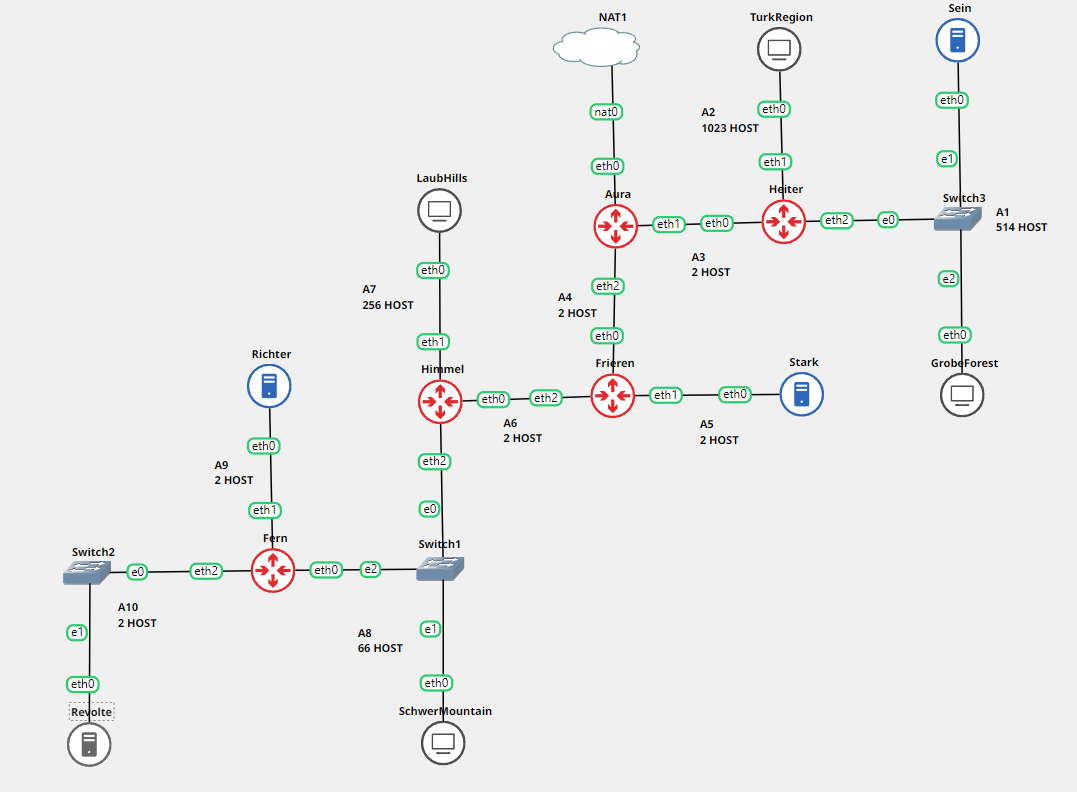 NAT1
TurkRegion
Sein
nat0
eth0
A2
1023 HOST
eth0
eth0
e1
eth0
eth1
LaubHills
Aura
Heiter
Switch3
eth1
eth0
eth2
e0
A1
514 HOST
A3
2 HOST
eth0
A7
256 HOST
eth2
A4
2 HOST
e2
eth1
eth0
eth0
Richter
Himmel
Frieren
Stark
GrobeForest
eth0
eth2
eth1
eth0
A6
2 HOST
A5
2 HOST
eth0
A9
2 HOST
eth2
eth1
e0
Fern
Switch1
Switch2
e0
eth2
eth0
e2
A10
2 HOST
e1
A8
66 HOST
e1
eth0
eth0
Revolte
SchwerMountain